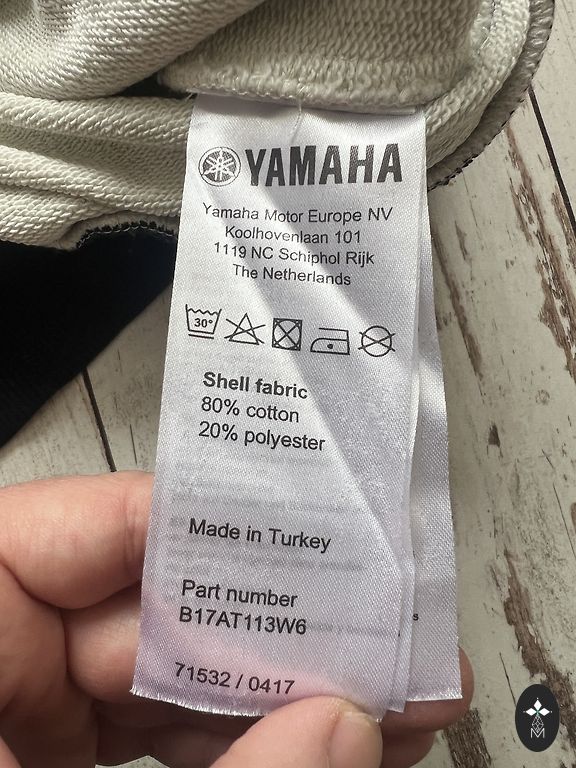 YAMAHA
Yamaha Motor Europe NV
Koolhovenlaan 101
1119 NC Schiphol Rijk
The Netherlands
30°
Shell fabric
80% cotton
20% polyester
Made in Turkey
Part number
B17AT113W6
71532 / 0417